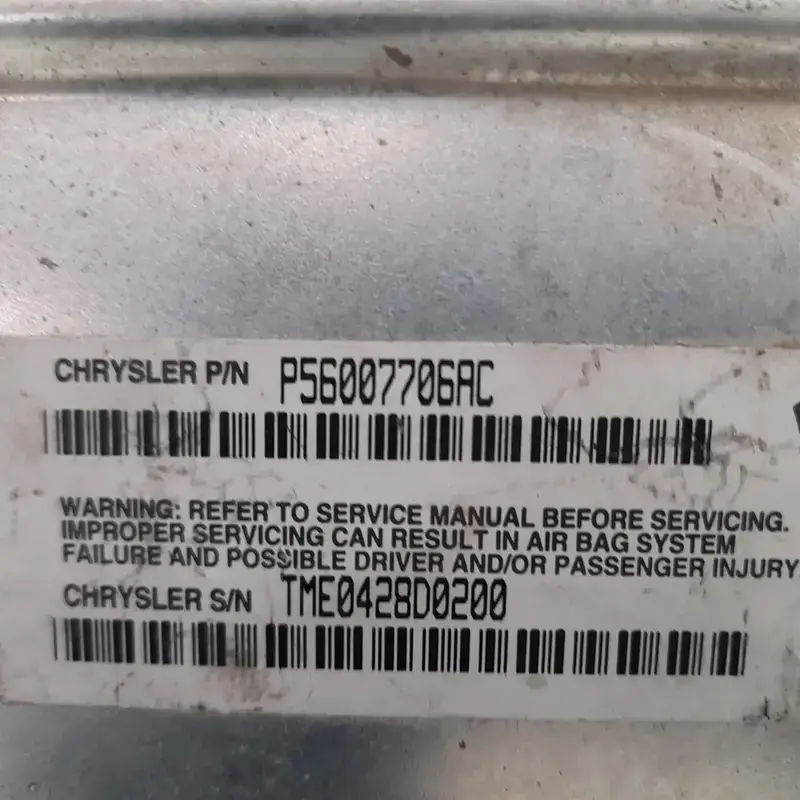 CHRYSLER P/N P56007706AC
WARNING: REFER TO SERVICE MANUAL BEFORE SERVICING.
IMPROPER SERVICING CAN RESULT IN AIR BAG SYSTEM
FAILURE AND POSSIBLE DRIVER AND/OR PASSENGER INJURY
CHRYSLER S/N TME0428D0200